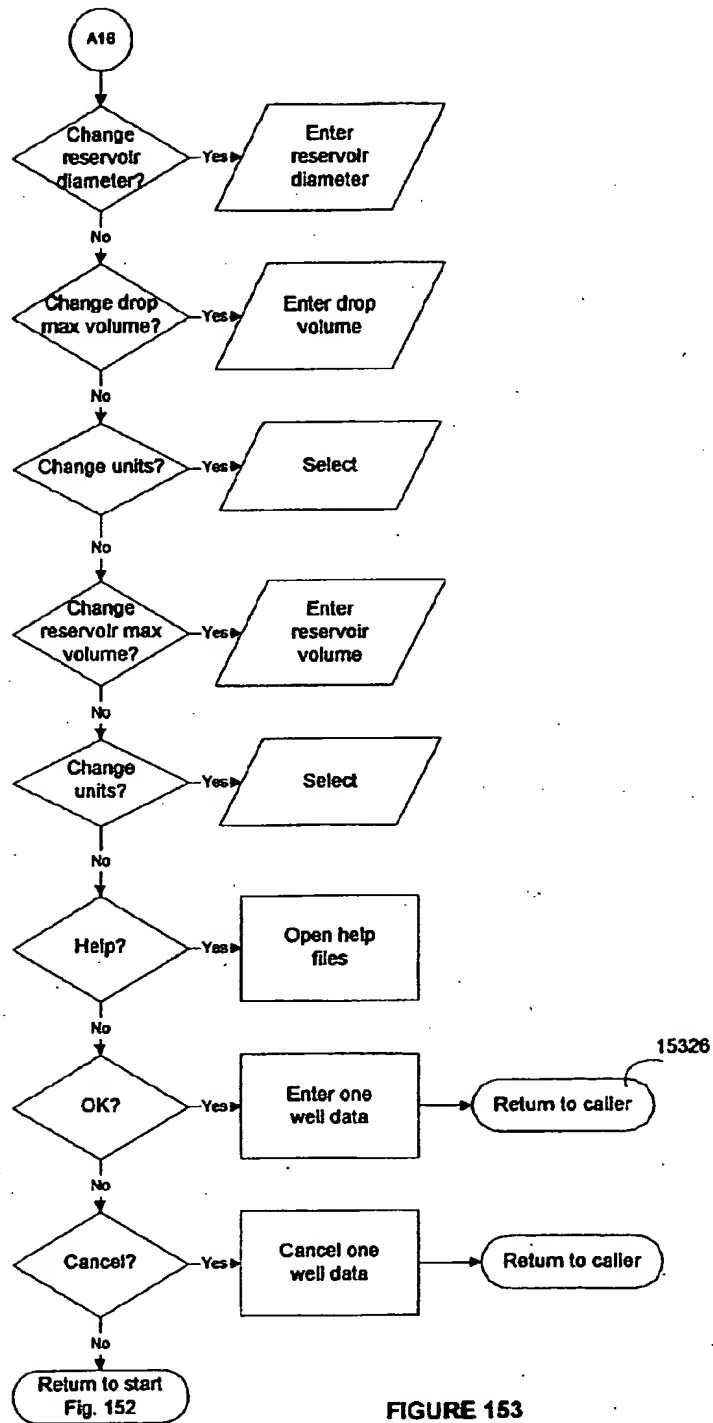 A16
Change
reservoir
diameter?
Yes
Enter
reservoir
diameter
No
Change drop
max volume?
Yes
Enter drop
volume
No
Change units?
Yes
Select
No
Change
reservoir max
volume?
Yes
Enter
reservoir
volume
No
Change
units?
Yes
Select
No
Help?
Yes
Open help
files
No
OK?
Yes
Enter one
well data
Return to caller
15326
No
Cancel?
Yes
Cancel one
well data
Return to caller
No
Return to start
Fig. 152
FIGURE 153